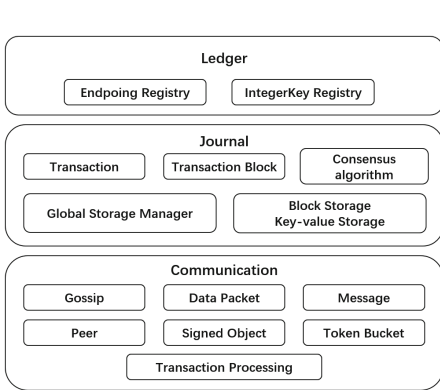 Ledger
Endpoing Registry
IntegerKey Registry
Journal
Transaction
Transaction Block
Consensus
algorithm
Global Storage Manager
Block Storage
Key-value Storage
Communication
Gossip
Data Packet
Message
Peer
Signed Object
Token Bucket
Transaction Processing